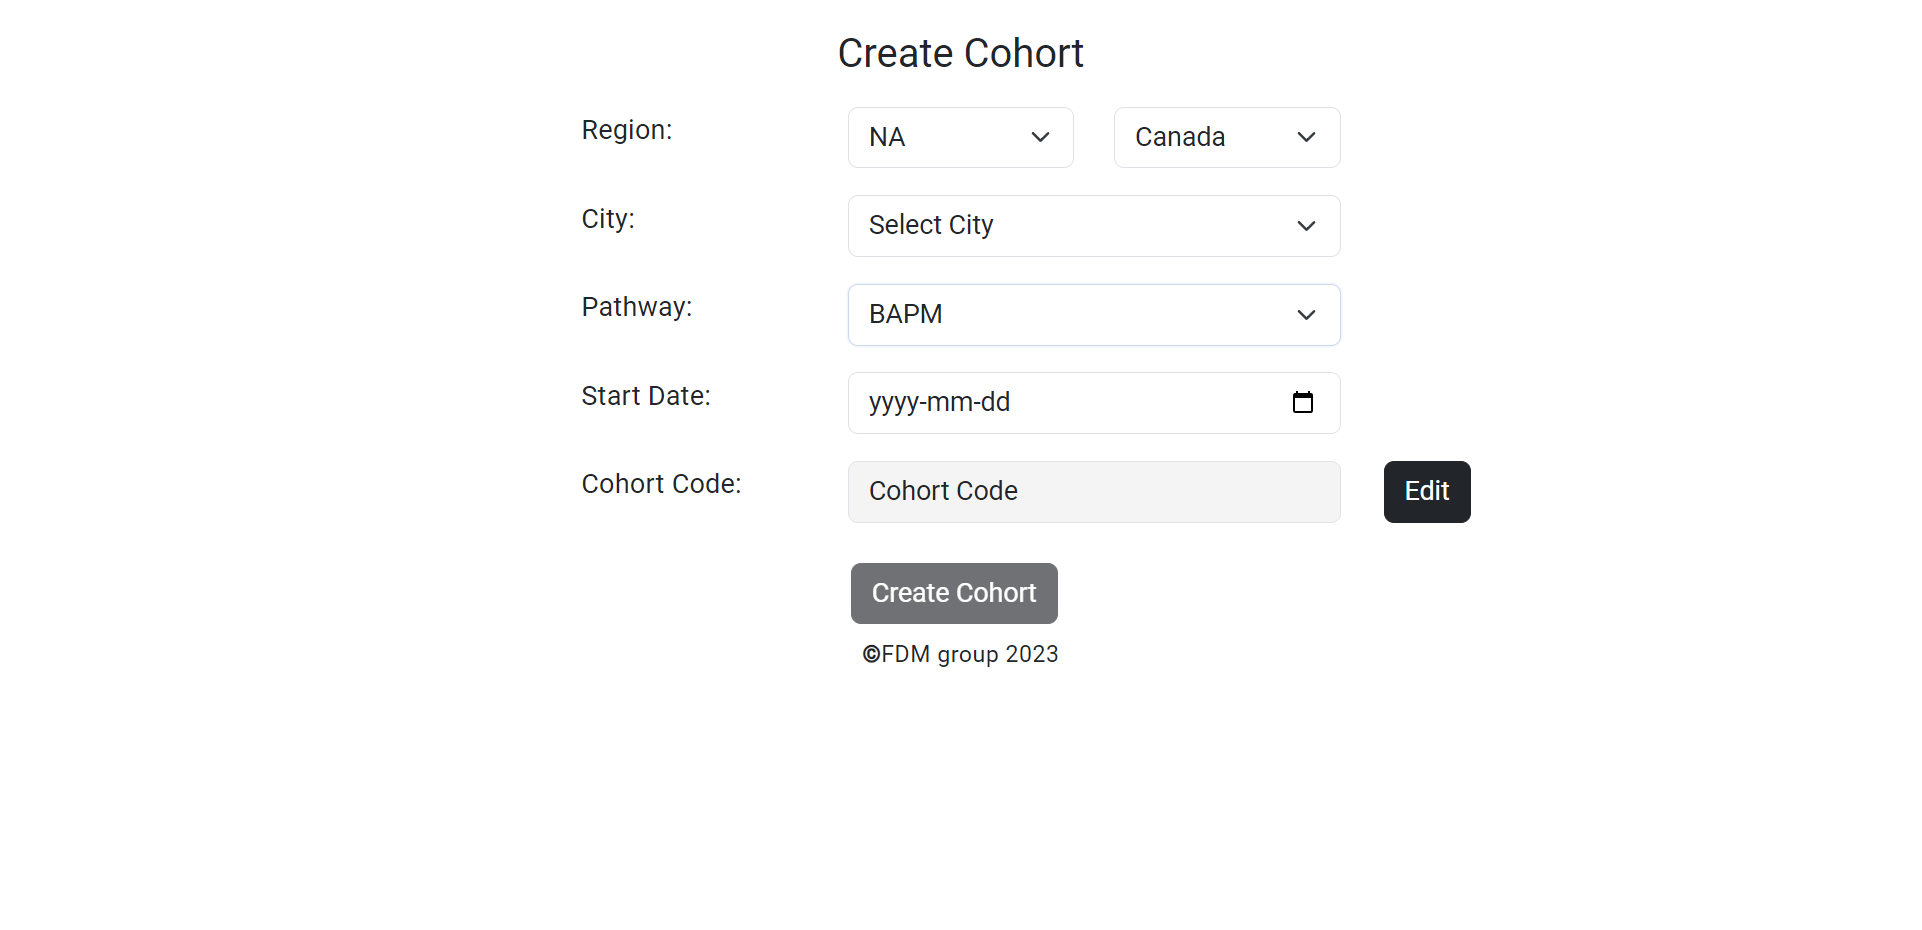 Create Cohort
Region: NA Canada
City: Select City
Pathway: BAPM
Start Date: yyyy-mm-dd
Cohort Code: Cohort Code Edit
Create Cohort
©FDM group 2023